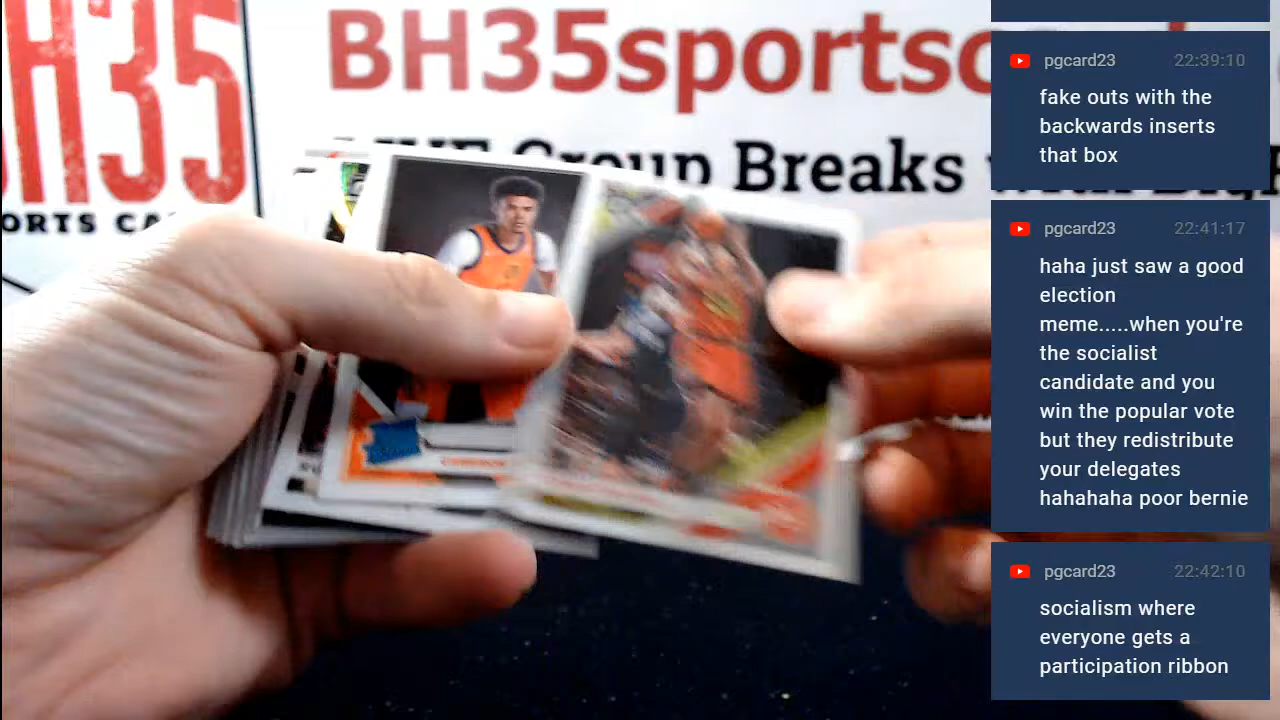 H35
ORTS CA
BH35sportsc
Group Breaks
pgcard23 22:39:10
fake outs with the
backwards inserts
that box
pgcard23 22:41:17
haha just saw a good
election
meme.....when you're
the socialist
candidate and you
win the popular vote
but they redistribute
your delegates
hahahaha poor bernie
pgcard23 22:42:10
socialism where
everyone gets a
participation ribbon